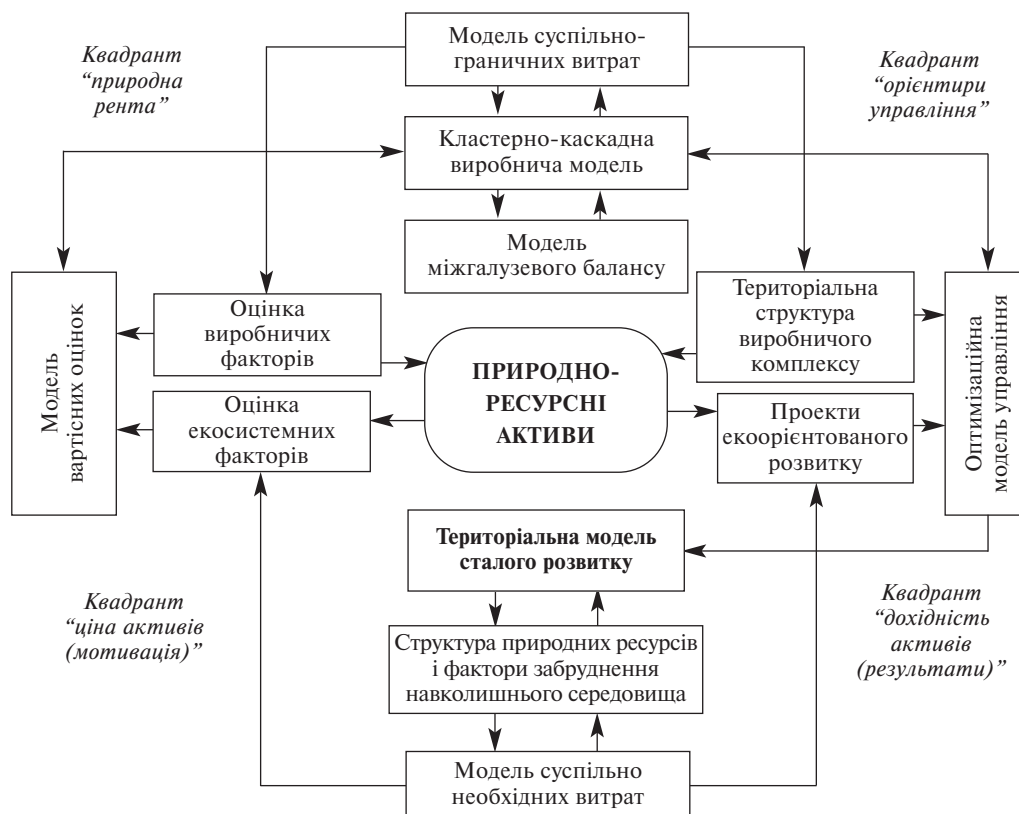 Квадрант
“природна
рента”
Модель суспільно-
граничних витрат
Квадрант
“орієнтири
управління”
Кластерно-каскадна
виробнича модель
Модель
міжгалузевого балансу
Модель
вартісних оцінок
Оцінка
виробничих
факторів
ПРИРОДНО-
РЕСУРСНІ
АКТИВИ
Територіальна
структура
виробничого
комплексу
Оптимізаційна
модель управління
Оцінка
екосистемних
факторів
Проекти
екоорієнтованого
розвитку
Територіальна модель
сталого розвитку
Квадрант
“ціна активів
(мотивація)”
Структура природних ресурсів
і фактори забруднення
навколишнього середовища
Квадрант
“дохідність
активів
(результати)”
Модель суспільно
необхідних витрат